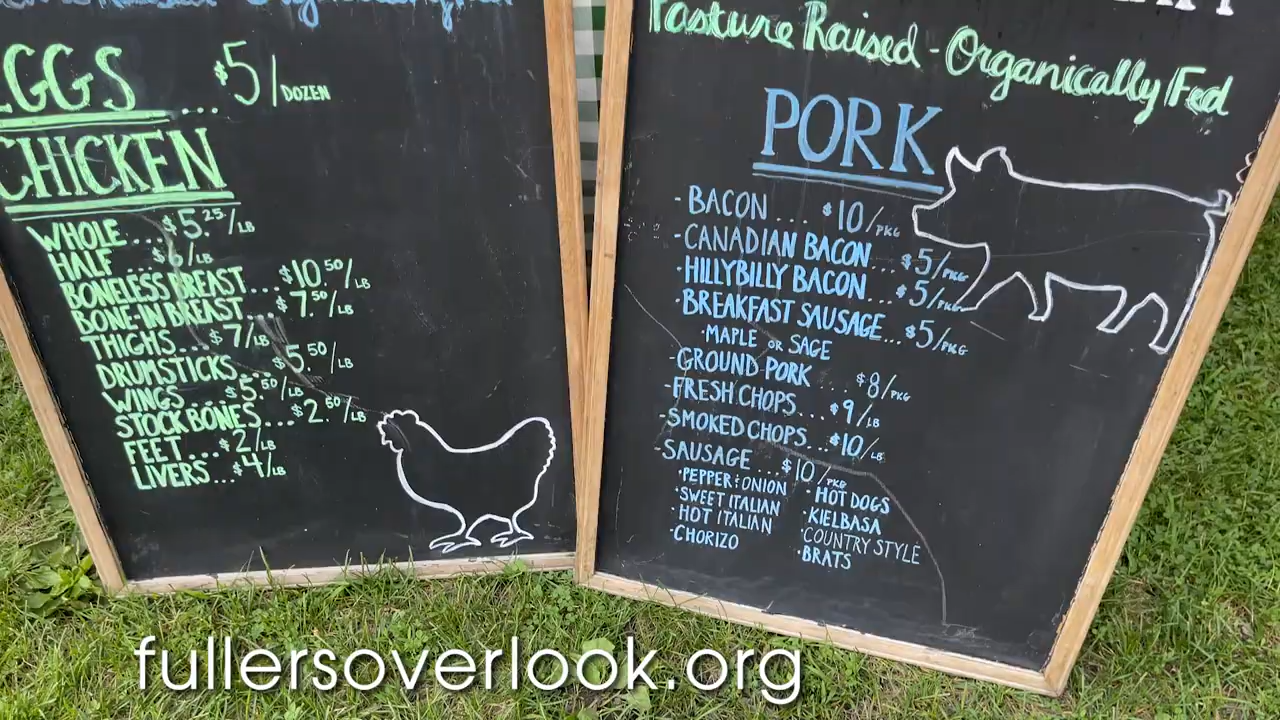 EGGS ... $5/DOZEN
CHICKEN
WHOLE... $5.25/LB
HALF... $6/LB
BONELESS BREAST.... $10.50/LB
BONE-IN BREAST.... $7.50/LB
THIGHS... $7/LB
DRUMSTICKS... $5.50/LB
WINGS.... $5.50/LB
STOCK BONES.... $2.50/LB
FEET... $2/LB
LIVERS... $4/LB
Pasture Raised - Organically Fed
PORK
- BACON .... $10/PKG
- CANADIAN BACON... $5/PKG
- HILLYBILLY BACON... $5/PKG
- BREAKFAST SAUSAGE... $5/PKG
· MAPLE OR SAGE
- GROUND PORK .... $8/PKG
- FRESH CHOPS.... $9/LB
- SMOKED CHOPS... $10/LB
- SAUSAGE .... $10/PKG
· PEPPER & ONION
· SWEET ITALIAN
· HOT ITALIAN
· CHORIZO
· HOT DOGS
· KIELBASA
· COUNTRY STYLE
· BRATS
fullersoverlook.org